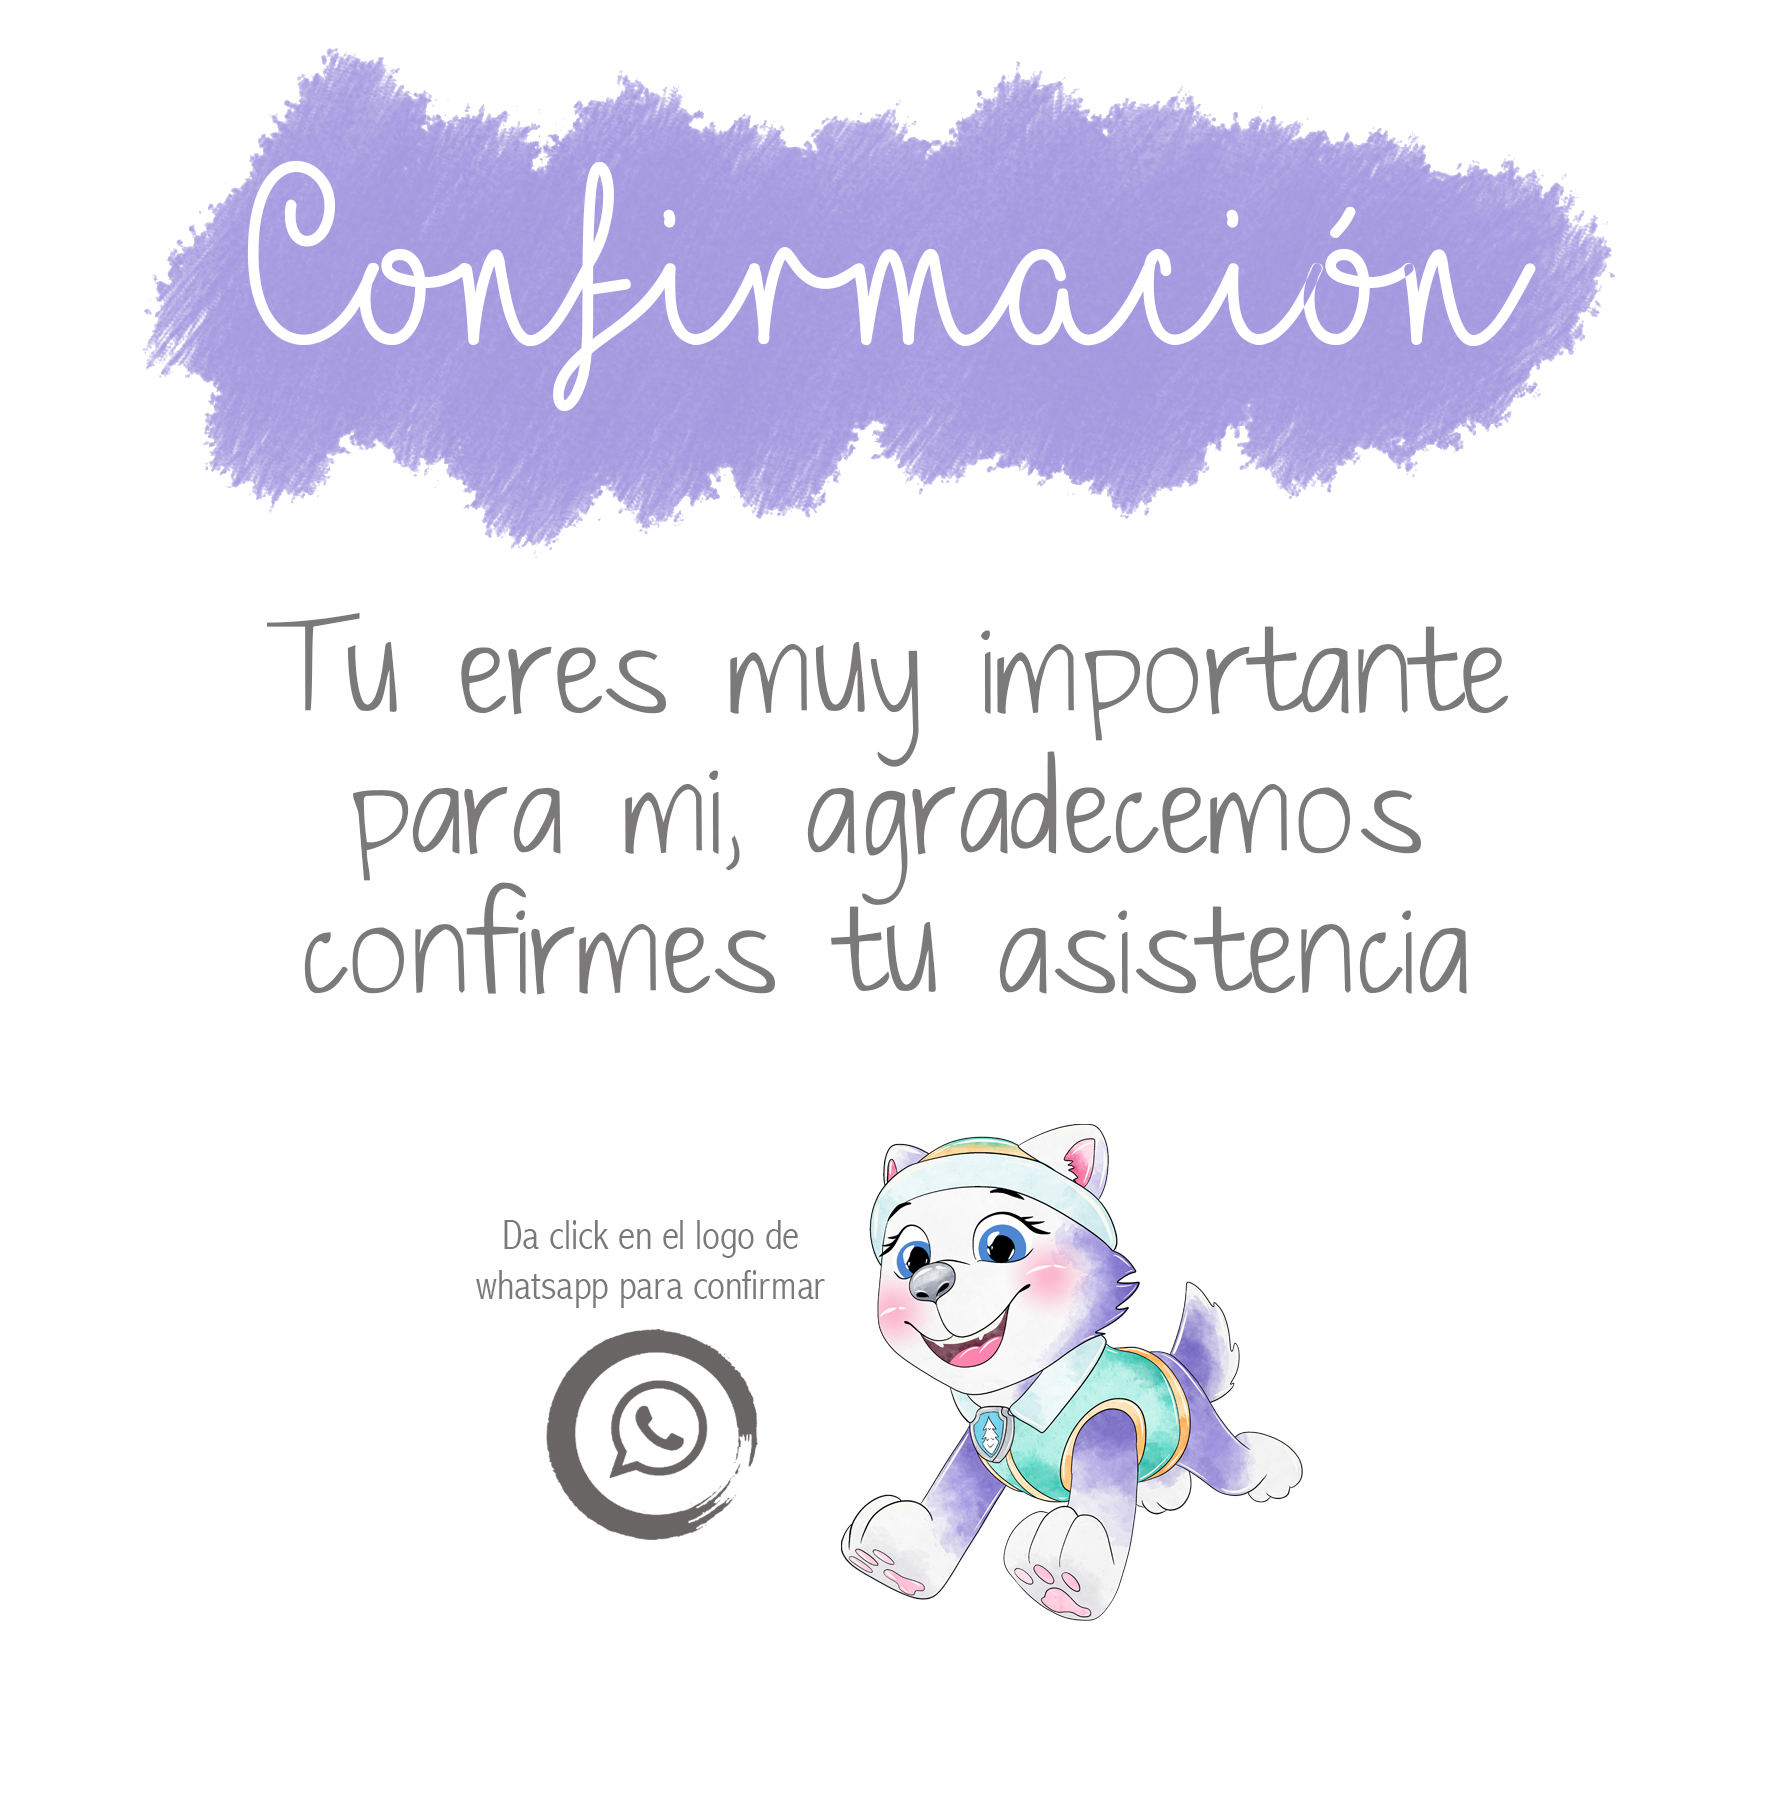 Confirmación
Tu eres muy importante
para mi, agradecemos
confirmes tu asistencia
Da click en el logo de
whatsapp para confirmar